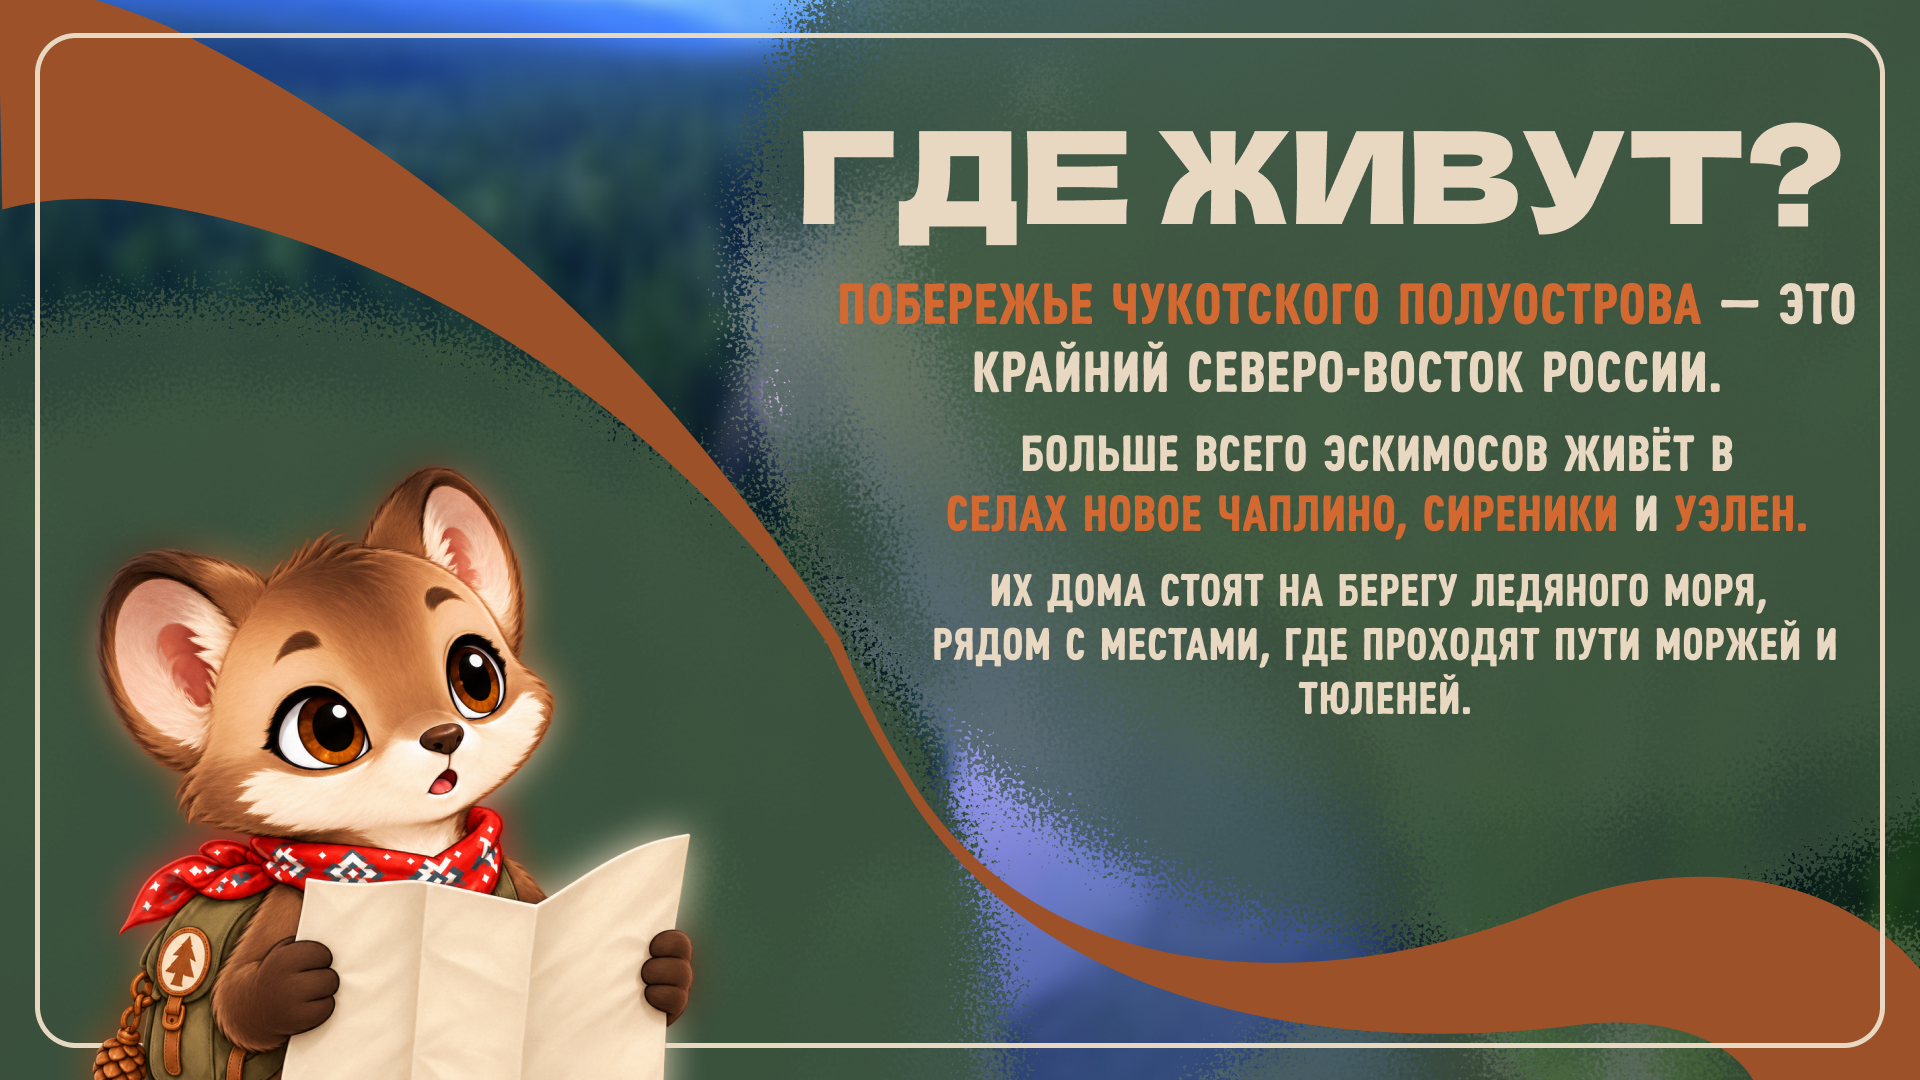 ГДЕ ЖИВУТ?
ПОБЕРЕЖЬЕ ЧУКОТСКОГО ПОЛУОСТРОВА — ЭТО
КРАЙНИЙ СЕВЕРО-ВОСТОК РОССИИ.
БОЛЬШЕ ВСЕГО ЭСКИМОСОВ ЖИВЁТ В
СЕЛАХ НОВОЕ ЧАПЛИНО, СИРЕНИКИ И УЭЛЕН.
ИХ ДОМА СТОЯТ НА БЕРЕГУ ЛЕДЯНОГО МОРЯ,
РЯДОМ С МЕСТАМИ, ГДЕ ПРОХОДЯТ ПУТИ МОРЖЕЙ И
ТЮЛЕНЕЙ.